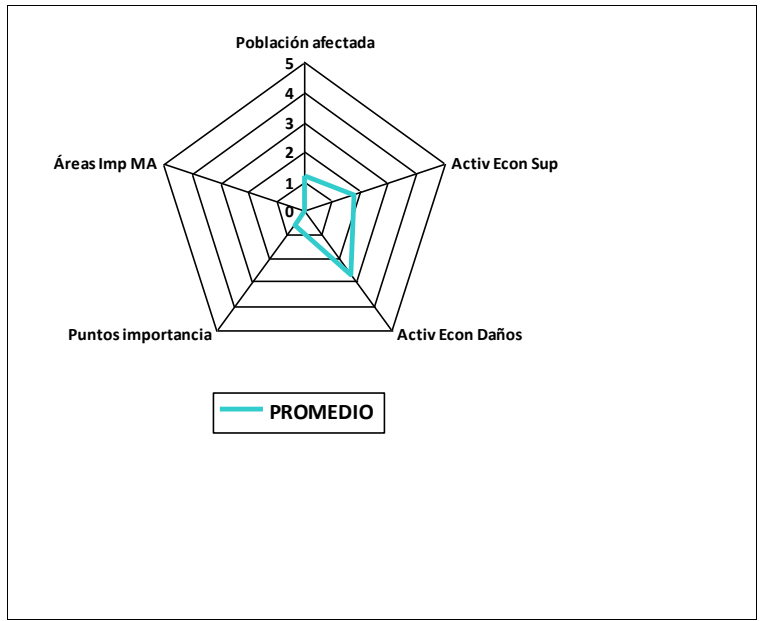 Población afectada
5
4
3
2
1
0
Áreas Imp MA
Activ Econ Sup
Puntos importancia
Activ Econ Daños
PROMEDIO